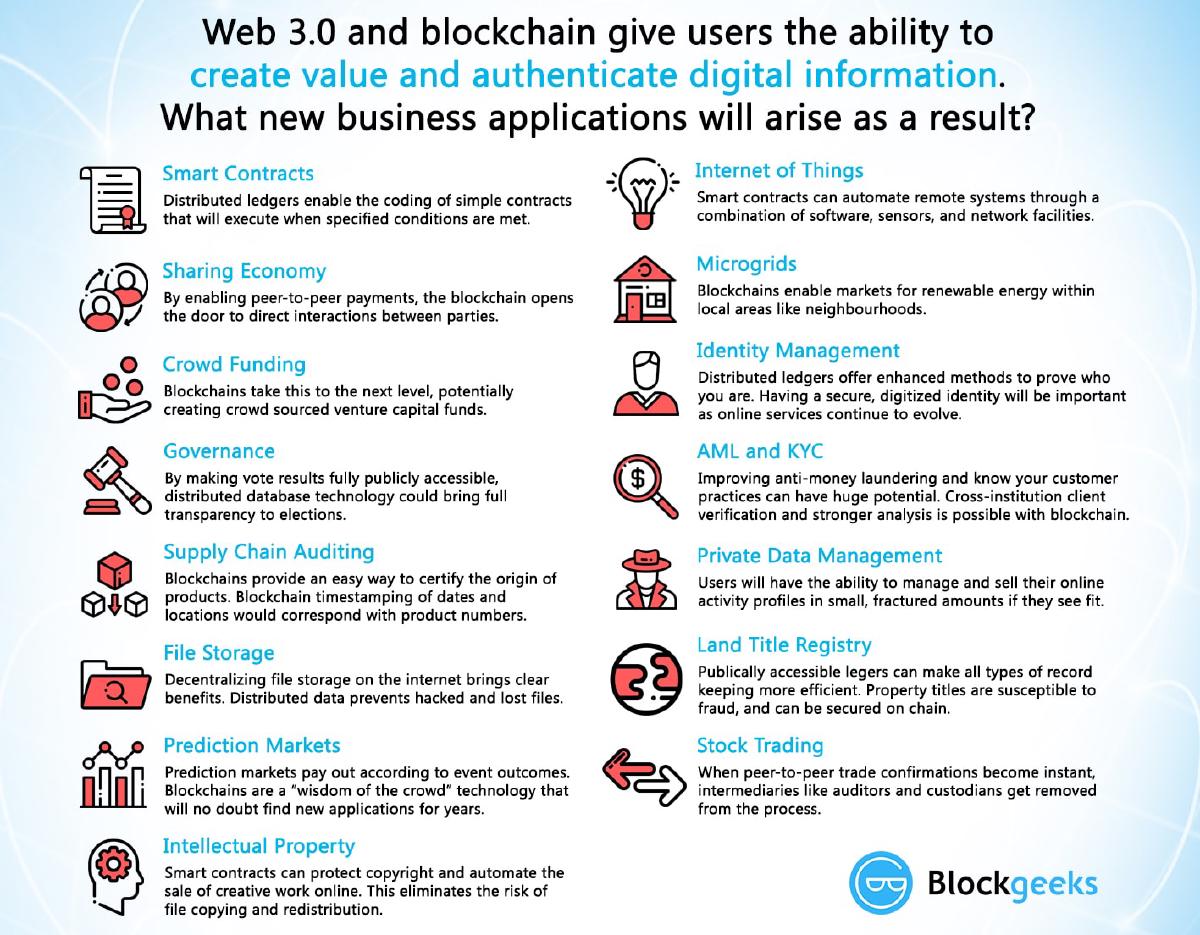 Web 3.0 and blockchain give users the ability to
create value and authenticate digital information.
What new business applications will arise as a result?
Smart Contracts
Distributed ledgers enable the coding of simple contracts
that will execute when specified conditions are met.
Sharing Economy
By enabling peer-to-peer payments, the blockchain opens
the door to direct interactions between parties.
Crowd Funding
Blockchains take this to the next level, potentially
creating crowd sourced venture capital funds.
Governance
By making vote results fully publicly accessible,
distributed database technology could bring full
transparency to elections.
Supply Chain Auditing
Blockchains provide an easy way to certify the origin of
products. Blockchain timestamping of dates and
locations would correspond with product numbers.
File Storage
Decentralizing file storage on the internet brings clear
benefits. Distributed data prevents hacked and lost files.
Prediction Markets
Prediction markets pay out according to event outcomes.
Blockchains are a "wisdom of the crowd" technology that
will no doubt find new applications for years.
Intellectual Property
Smart contracts can protect copyright and automate the
sale of creative work online. This eliminates the risk of
file copying and redistribution.
Internet of Things
Smart contracts can automate remote systems through a
combination of software, sensors, and network facilities.
Microgrids
Blockchains enable markets for renewable energy within
local areas like neighbourhoods.
Identity Management
Distributed ledgers offer enhanced methods to prove who
you are. Having a secure, digitized identity will be important
as online services continue to evolve.
AML and KYC
$
Improving anti-money laundering and know your customer
practices can have huge potential. Cross-institution client
verification and stronger analysis is possible with blockchain.
Private Data Management
Users will have the ability to manage and sell their online
activity profiles in small, fractured amounts if they see fit.
Land Title Registry
Publically accessible legers can make all types of record
keeping more efficient. Property titles are susceptible to
fraud, and can be secured on chain.
Stock Trading
When peer-to-peer trade confirmations become instant,
intermediaries like auditors and custodians get removed
from the process.
Blockgeeks